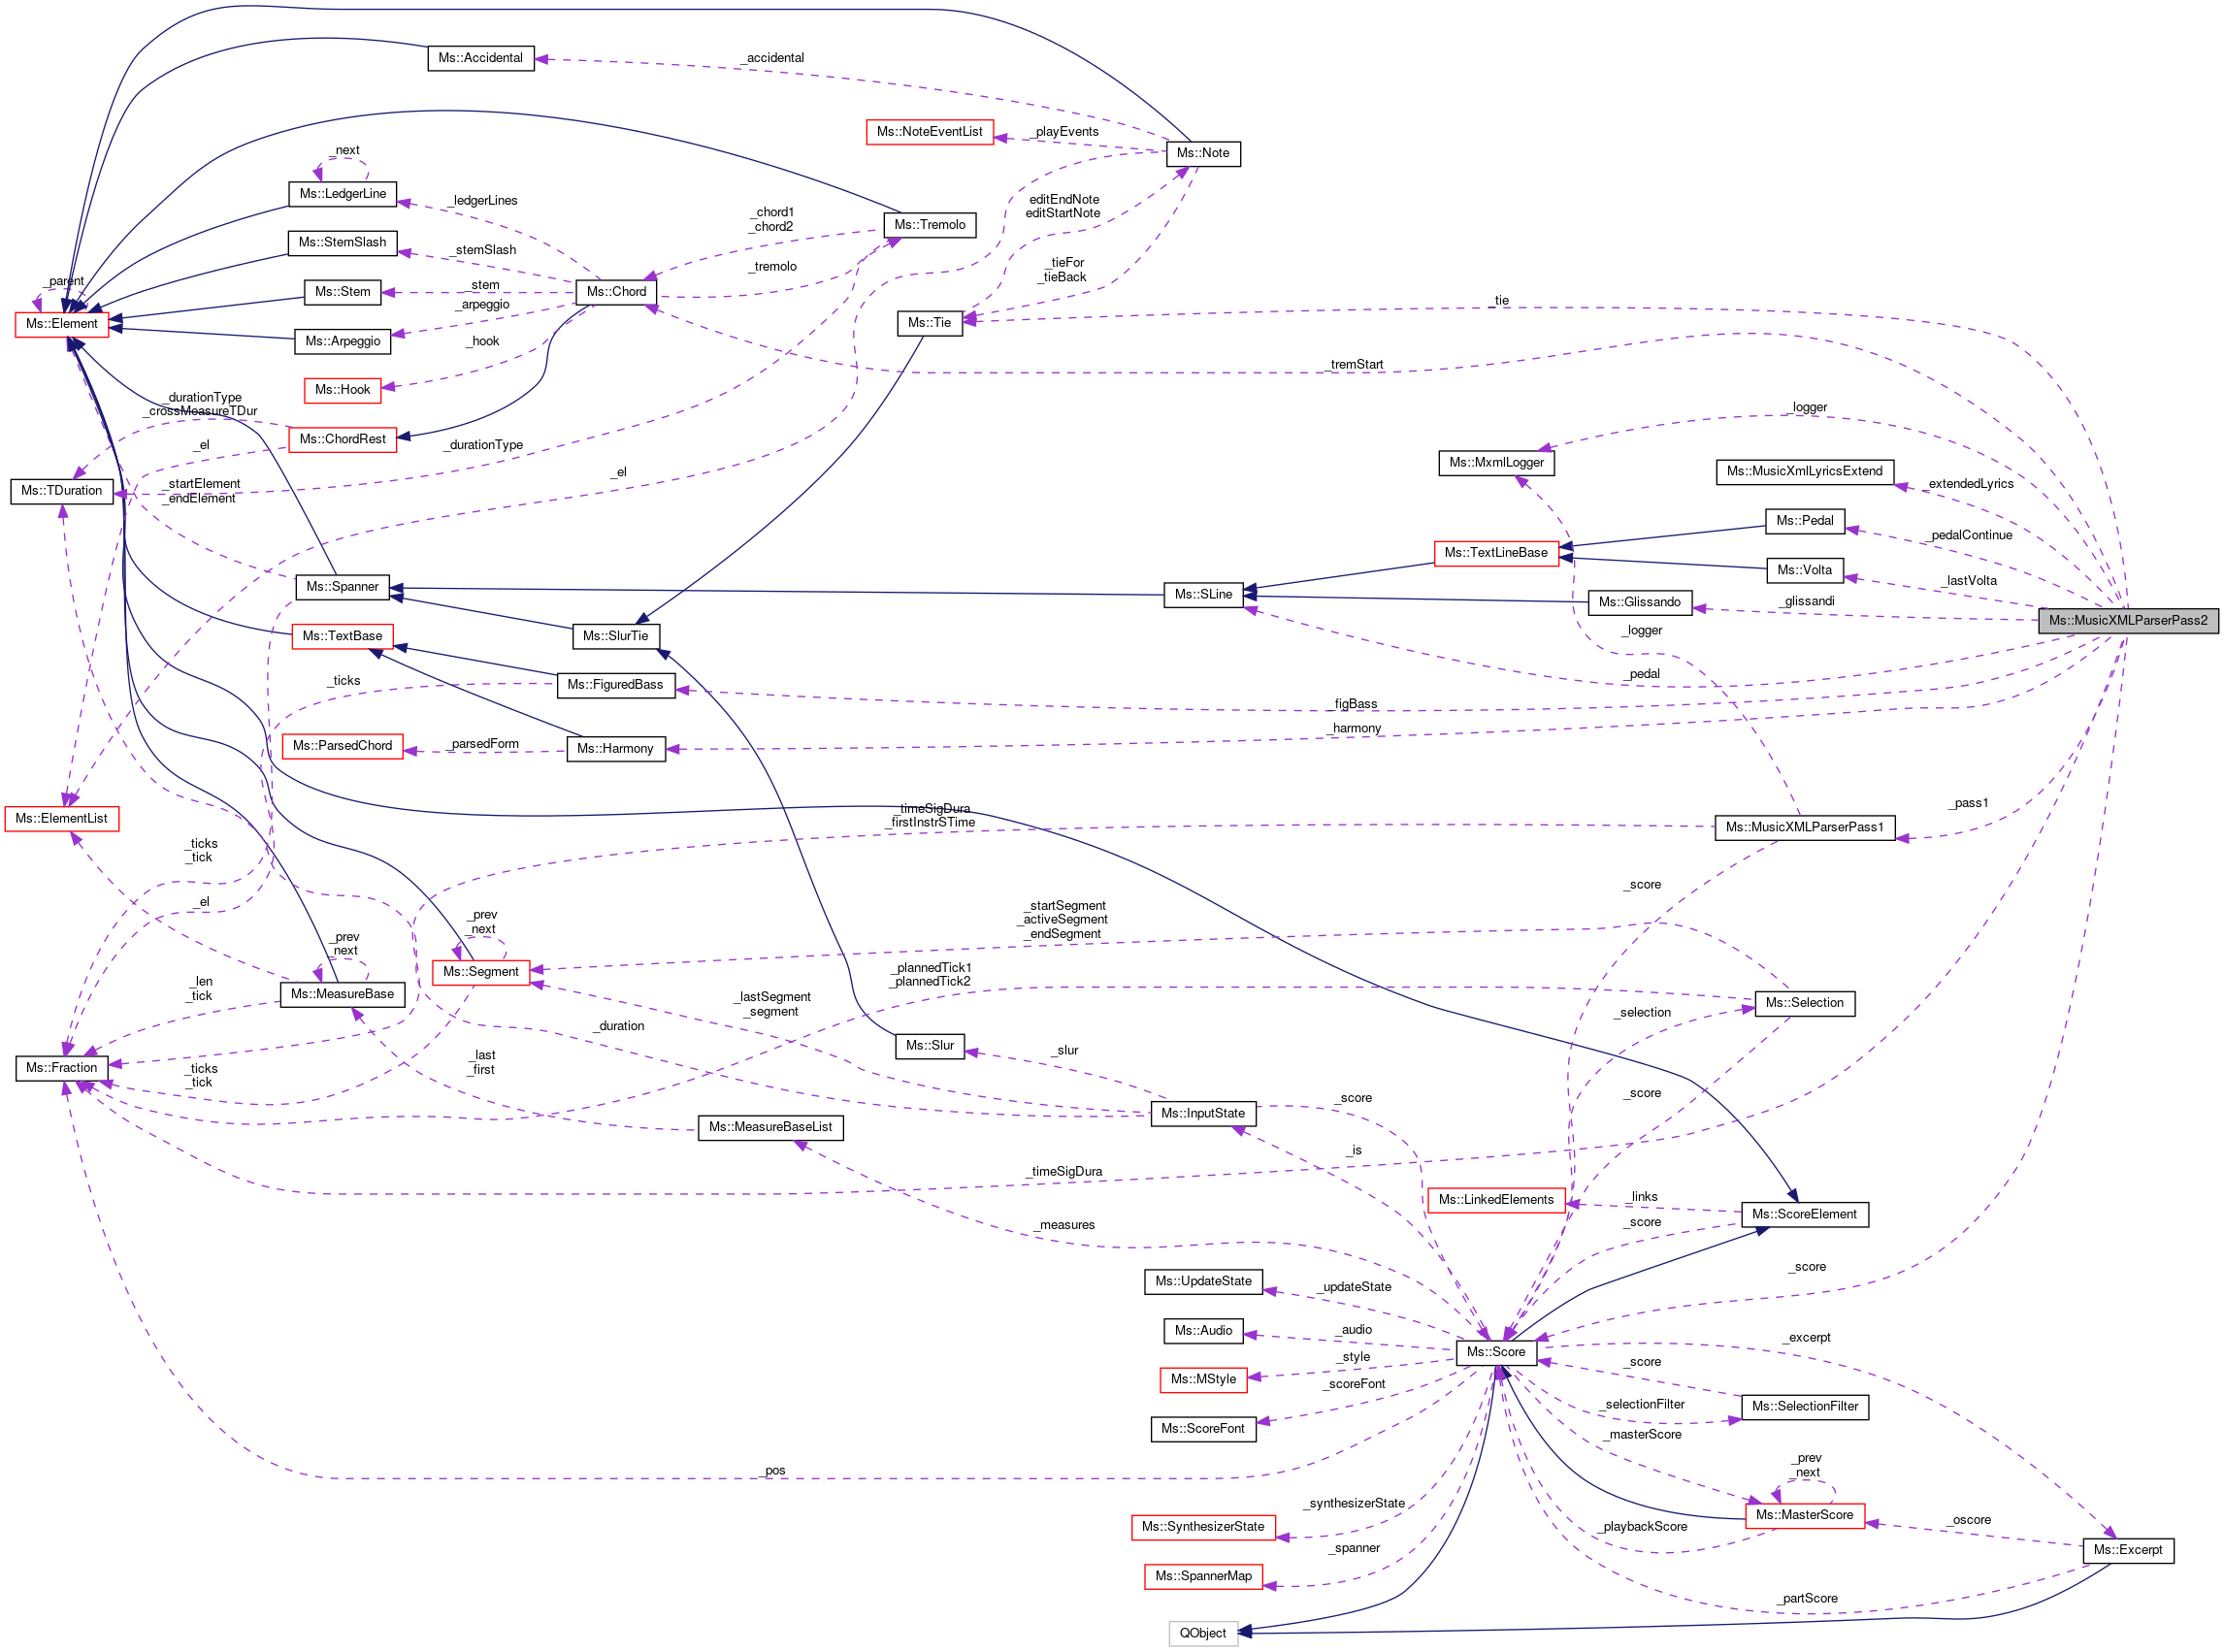 _accidental
Ms::Accidental
Ms::NoteEventList
_playEvents
Ms::Note
_next
Ms::LedgerLine
_ledgerLines
_chord1
_chord2
Ms::Tremolo
editEndNote
editStartNote
Ms::StemSlash
_stemSlash
_tremolo
_tieFor
_tieBack
_parent
Ms::Stem
_stem
Ms::Chord
_arpeggio
_tie
Ms::Element
Ms::Tie
Ms::Arpeggio
_hook
_tremStart
Ms::Hook
_durationType
_crossMeasureTDur
_logger
Ms::ChordRest
_el
_durationType
Ms::MxmlLogger
Ms::MusicXmlLyricsExtend
_el
_startElement
_endElement
Ms::TDuration
_extendedLyrics
Ms::Pedal
_pedalContinue
Ms::TextLineBase
Ms::Volta
_lastVolta
Ms::Spanner
Ms::SLine
Ms::Glissando
_glissandi
Ms::MusicXMLParserPass2
Ms::TextBase
Ms::SlurTie
_logger
_ticks
Ms::FiguredBass
_pedal
_figBass
_harmony
Ms::ParsedChord
_parsedForm
Ms::Harmony
_timeSigDura
_firstInstrSTime
_pass1
Ms::ElementList
Ms::MusicXMLParserPass1
_ticks
_tick
_score
_el
_prev
_next
_startSegment
_activeSegment
_endSegment
_prev
_next
Ms::Segment
_plannedTick1
_plannedTick2
_len
_tick
Ms::MeasureBase
_lastSegment
_segment
Ms::Selection
_selection
_duration
Ms::Slur
_slur
Ms::Fraction
_last
_first
_ticks
_tick
_score
_score
Ms::InputState
Ms::MeasureBaseList
_is
_timeSigDura
Ms::LinkedElements
_links
Ms::ScoreElement
_measures
_score
_score
Ms::UpdateState
_updateState
Ms::Audio
_audio
_excerpt
Ms::Score
_style
_score
Ms::MStyle
_scoreFont
_selectionFilter
Ms::SelectionFilter
Ms::ScoreFont
_masterScore
_pos
_prev
_next
_synthesizerState
Ms::MasterScore
Ms::SynthesizerState
_playbackScore
_oscore
_spanner
Ms::Excerpt
Ms::SpannerMap
_partScore
QObject